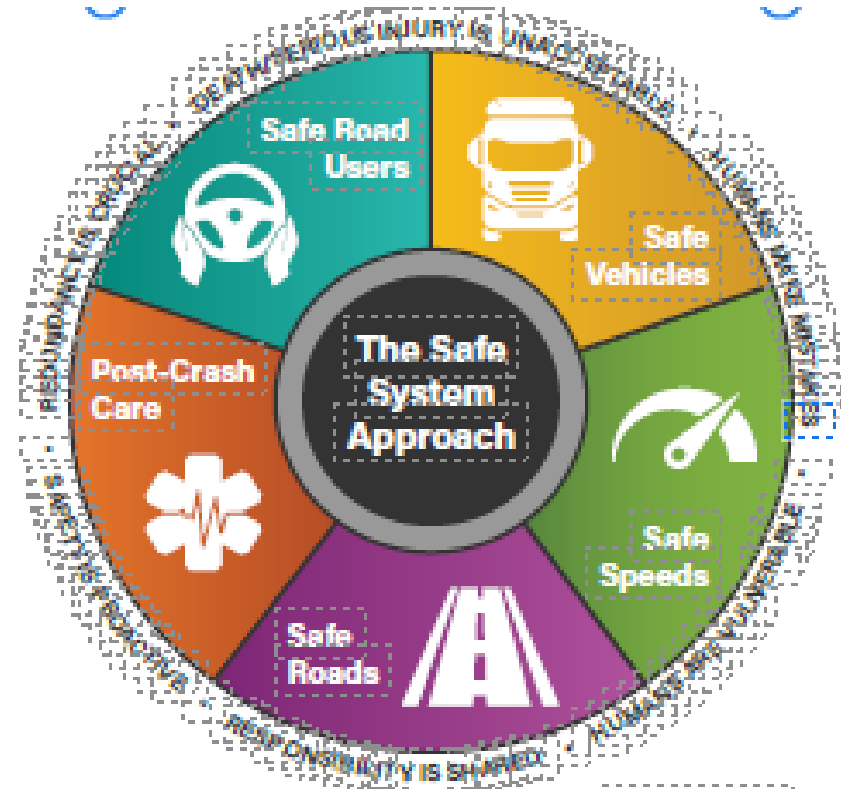 DEATH/SERIOUS INJURY IS UNACCEPTABLE
HUMANS MAKE MISTAKES
HUMANS ARE VULNERABLE
RESPONSIBILITY IS SHARED
SAFETY IS PROACTIVE
REDUNDANCY IS CRUCIAL
Safe Road
Users
Safe
Vehicles
The Safe
System
Approach
Post-Crash
Care
Safe
Speeds
Safe
Roads